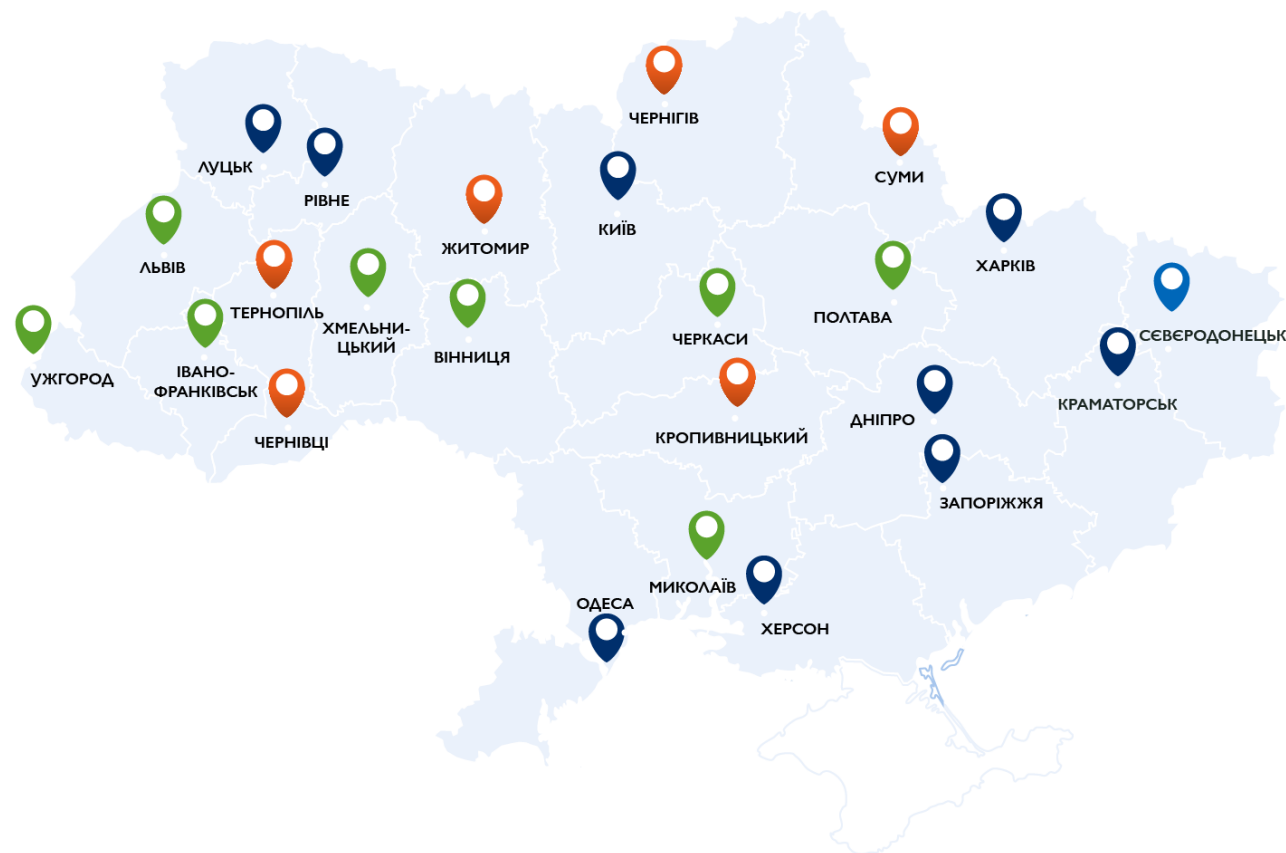 ЧЕРНІГІВ
ЛУЦЬК
СУМИ
РІВНЕ
КИЇВ
ЖИТОМИР
ЛЬВІВ
ХАРКІВ
ТЕРНОПІЛЬ
ПОЛТАВА
ХМЕЛЬНИ-
ЦЬКИЙ
ЧЕРКАСИ
СЄВЄРОДОНЕЦЬК
ВІННИЦЯ
УЖГОРОД
ІВАНО-
ФРАНКІВСЬК
КРАМАТОРСЬК
ДНІПРО
КРОПИВНИЦЬКИЙ
ЧЕРНІВЦІ
ЗАПОРІЖЖЯ
МИКОЛАЇВ
ОДЕСА
ХЕРСОН